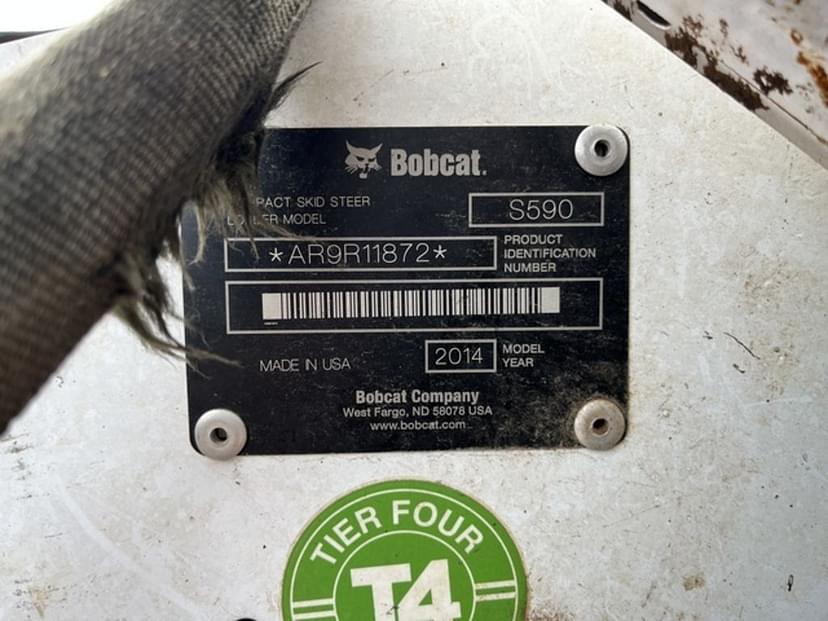 Bobcat.
PACT SKID STEER
MODEL
S590
*AR9R11872*
PRODUCT
IDENTIFICATION
NUMBER
MADE IN USA
2014
MODEL
YEAR
Bobcat Company
West Fargo, ND 58078 USA
www.bobcat.com
TIER FOUR
T4